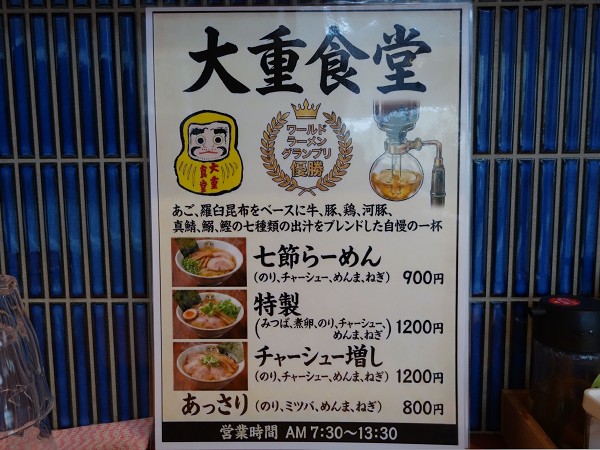 大重食堂
大重
食堂
ワールド
ラーメン
グランプリ
優勝
あご、羅臼昆布をベースに牛、豚、鶏、河豚、
真鯖、鰯、鰹の七種類の出汁をブレンドした自慢の一杯
七節らーめん
(のり、チャーシュー、めんま、ねぎ) 900円
特製
(みつば、煮卵、のり、チャーシュー、
めんま、ねぎ) 1200円
チャーシュー増し
(のり、チャーシュー、めんま、ねぎ) 1200円
あっさり (のり、ミツバ、めんま、ねぎ) 800円
営業時間 AM7:30〜13:30